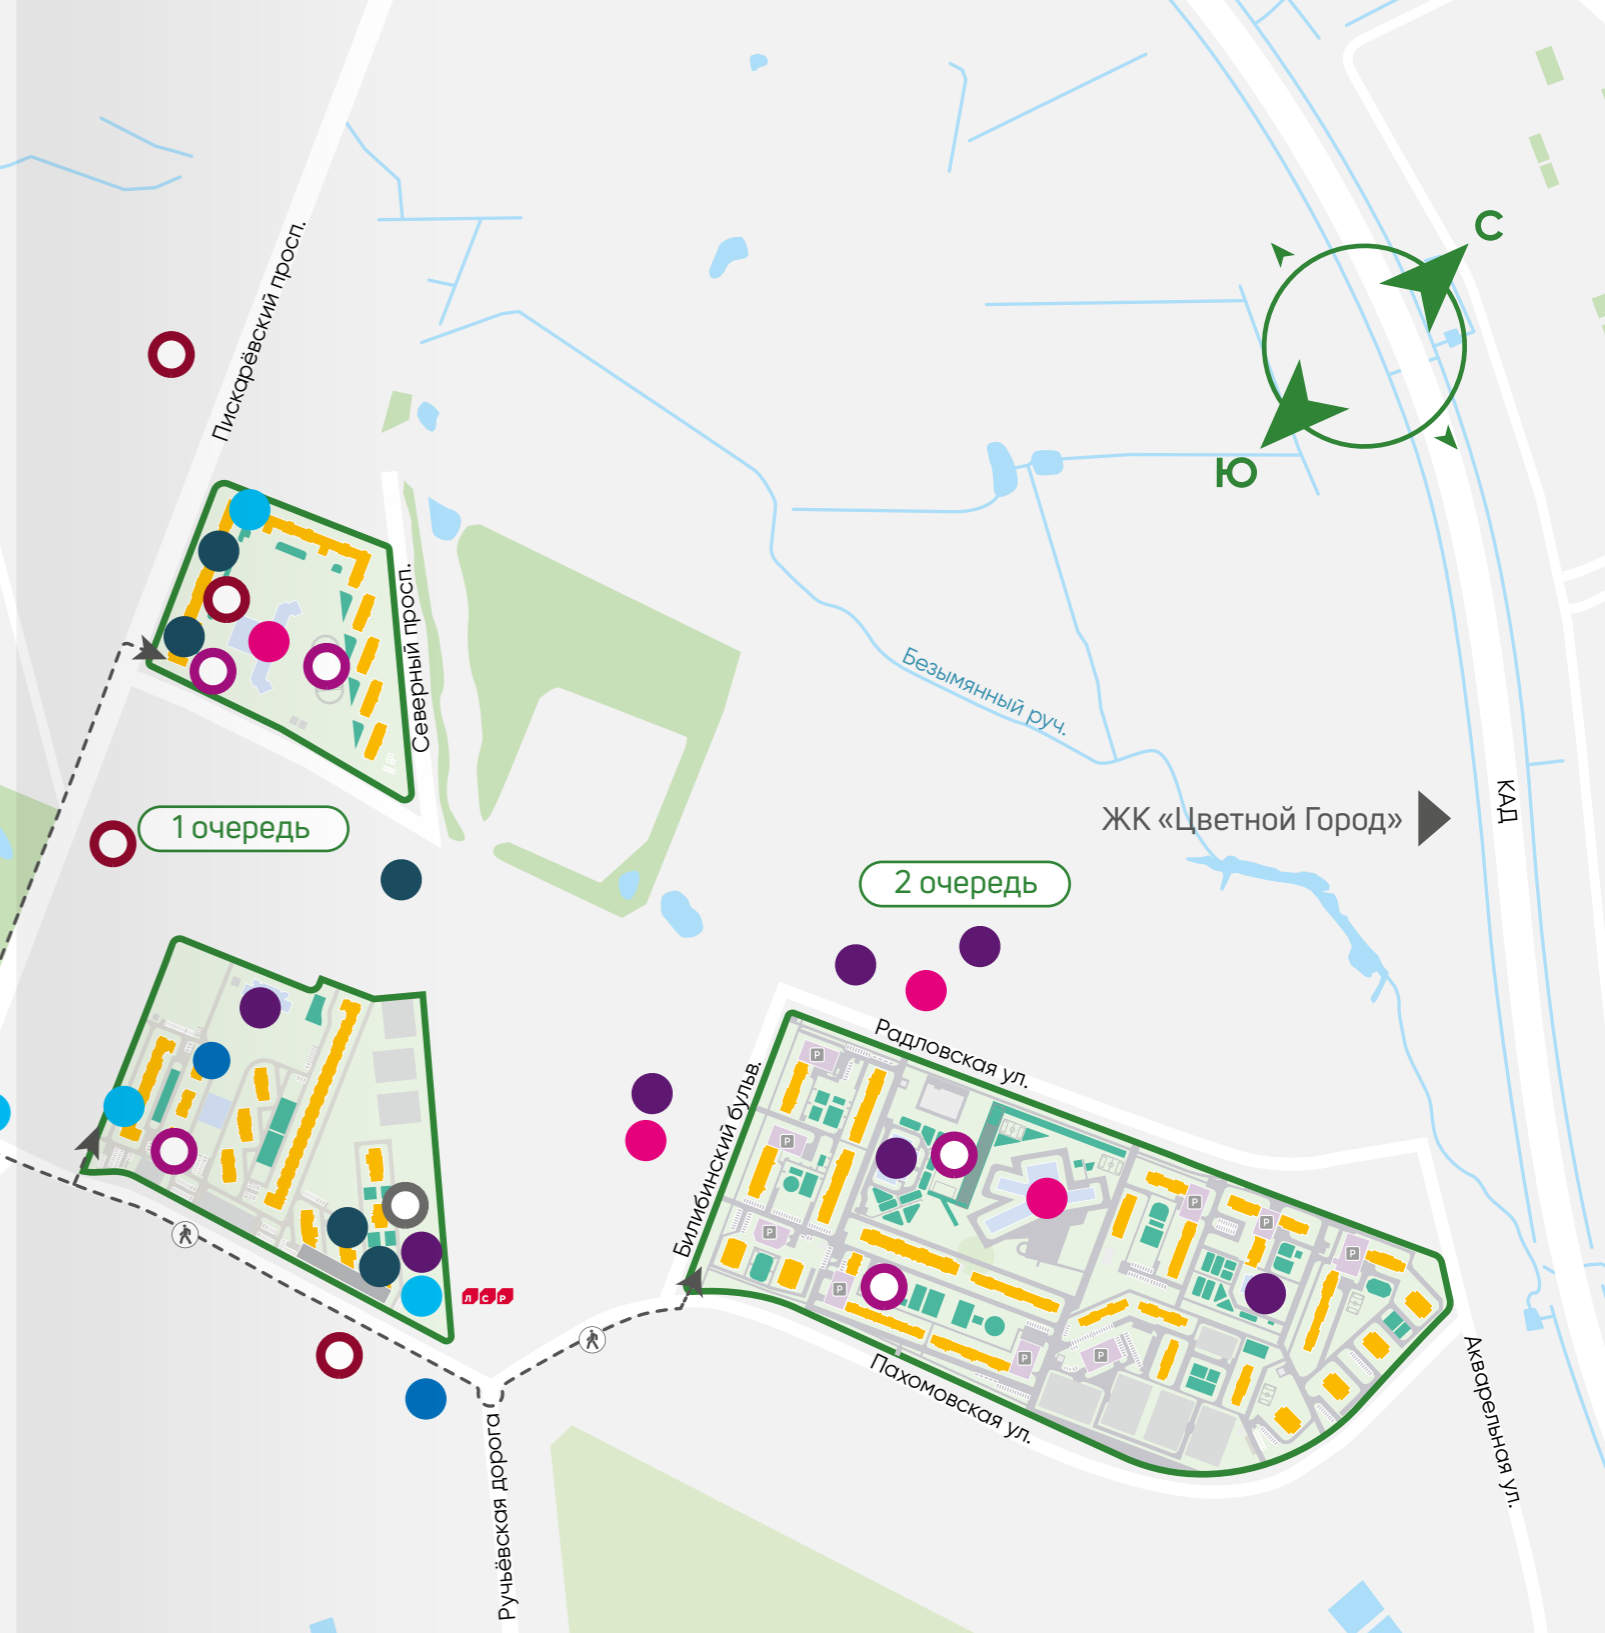 С
Пискарёвский просп.
Ю
Северный просп.
Безымянный руч.
КАД
ЖК «Цветной Город»
1 очередь
2 очередь
Радловская ул.
Билибинский бульв.
P
P
P
P
P
P
P
P
P
ЛСР
Пахомовская ул.
Акварельная ул.
Ручьёвская дорога